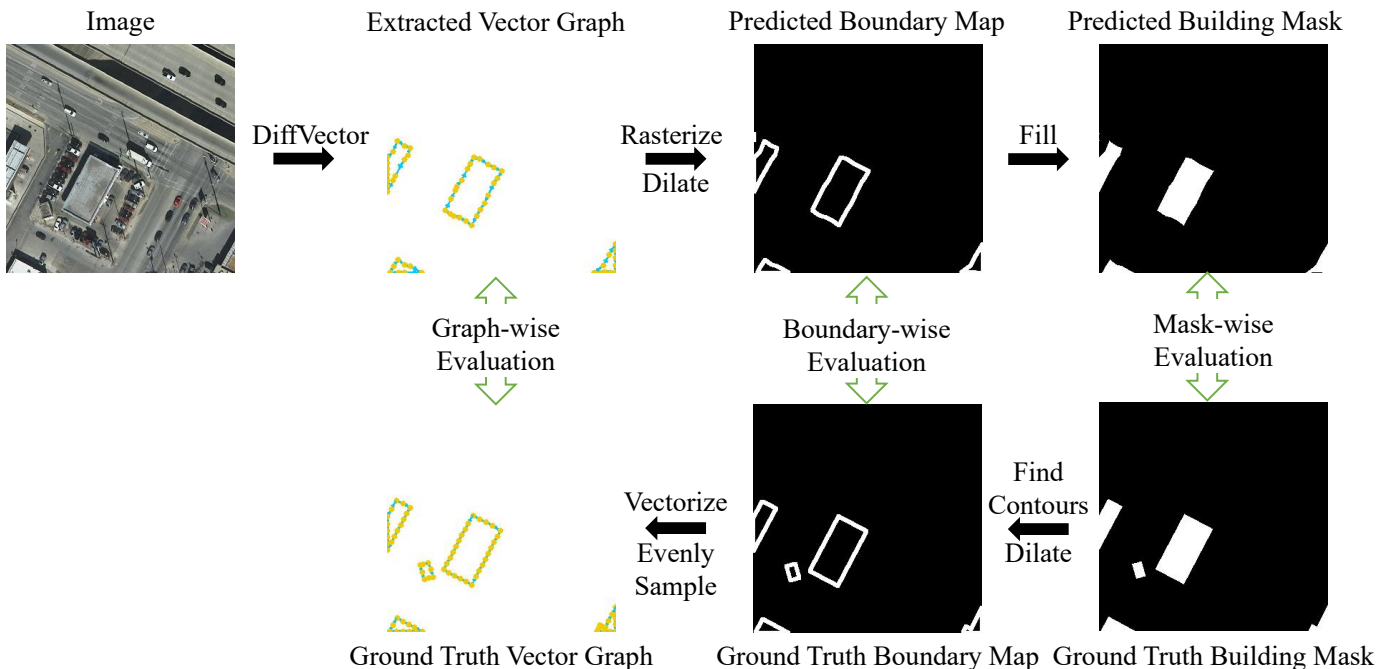 Image
Extracted Vector Graph
Predicted Boundary Map
Predicted Building Mask
DiffVector
Rasterize
Dilate
Fill
Graph-wise
Evaluation
Boundary-wise
Evaluation
Mask-wise
Evaluation
Vectorize
Evenly
Sample
Find
Contours
Dilate
Ground Truth Vector Graph
Ground Truth Boundary Map
Ground Truth Building Mask